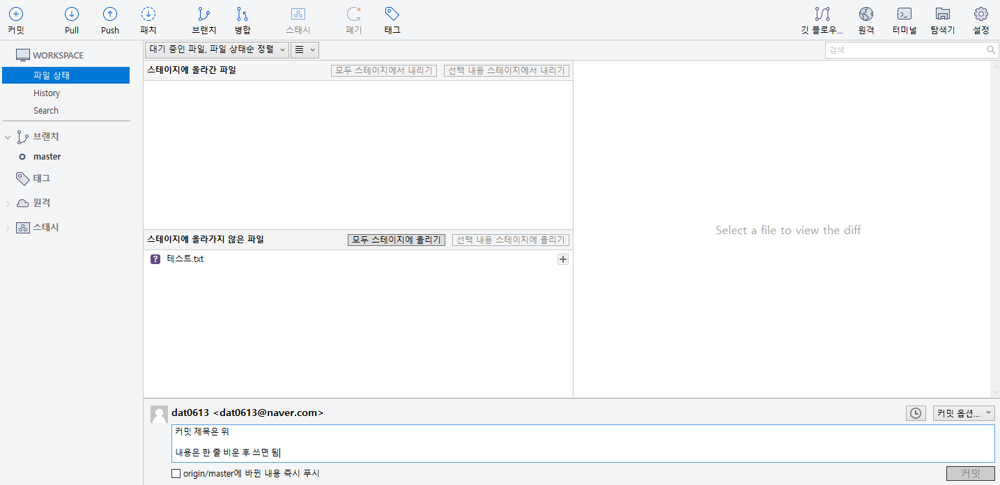 커밋 Pull Push 패치 브랜치 병합 스태시 폐기 태그 깃 플로우... 원격 터미널 탐색기 설정
WORKSPACE
파일 상태
History
Search
브랜치
master
태그
원격
스태시
대기 중인 파일, 파일 상태순 정렬
검색
스테이지에 올라간 파일 모두 스테이지에서 내리기 선택 내용 스테이지에서 내리기
스테이지에 올라가지 않은 파일 모두 스테이지에 올리기 선택 내용 스테이지에 올리기
? 테스트.txt
Select a file to view the diff
dat0613 <dat0613@naver.com>
커밋 옵션...
커밋 제목은 위
내용은 한 줄 비운 후 쓰면 됨
origin/master에 바뀐 내용 즉시 푸시
커밋